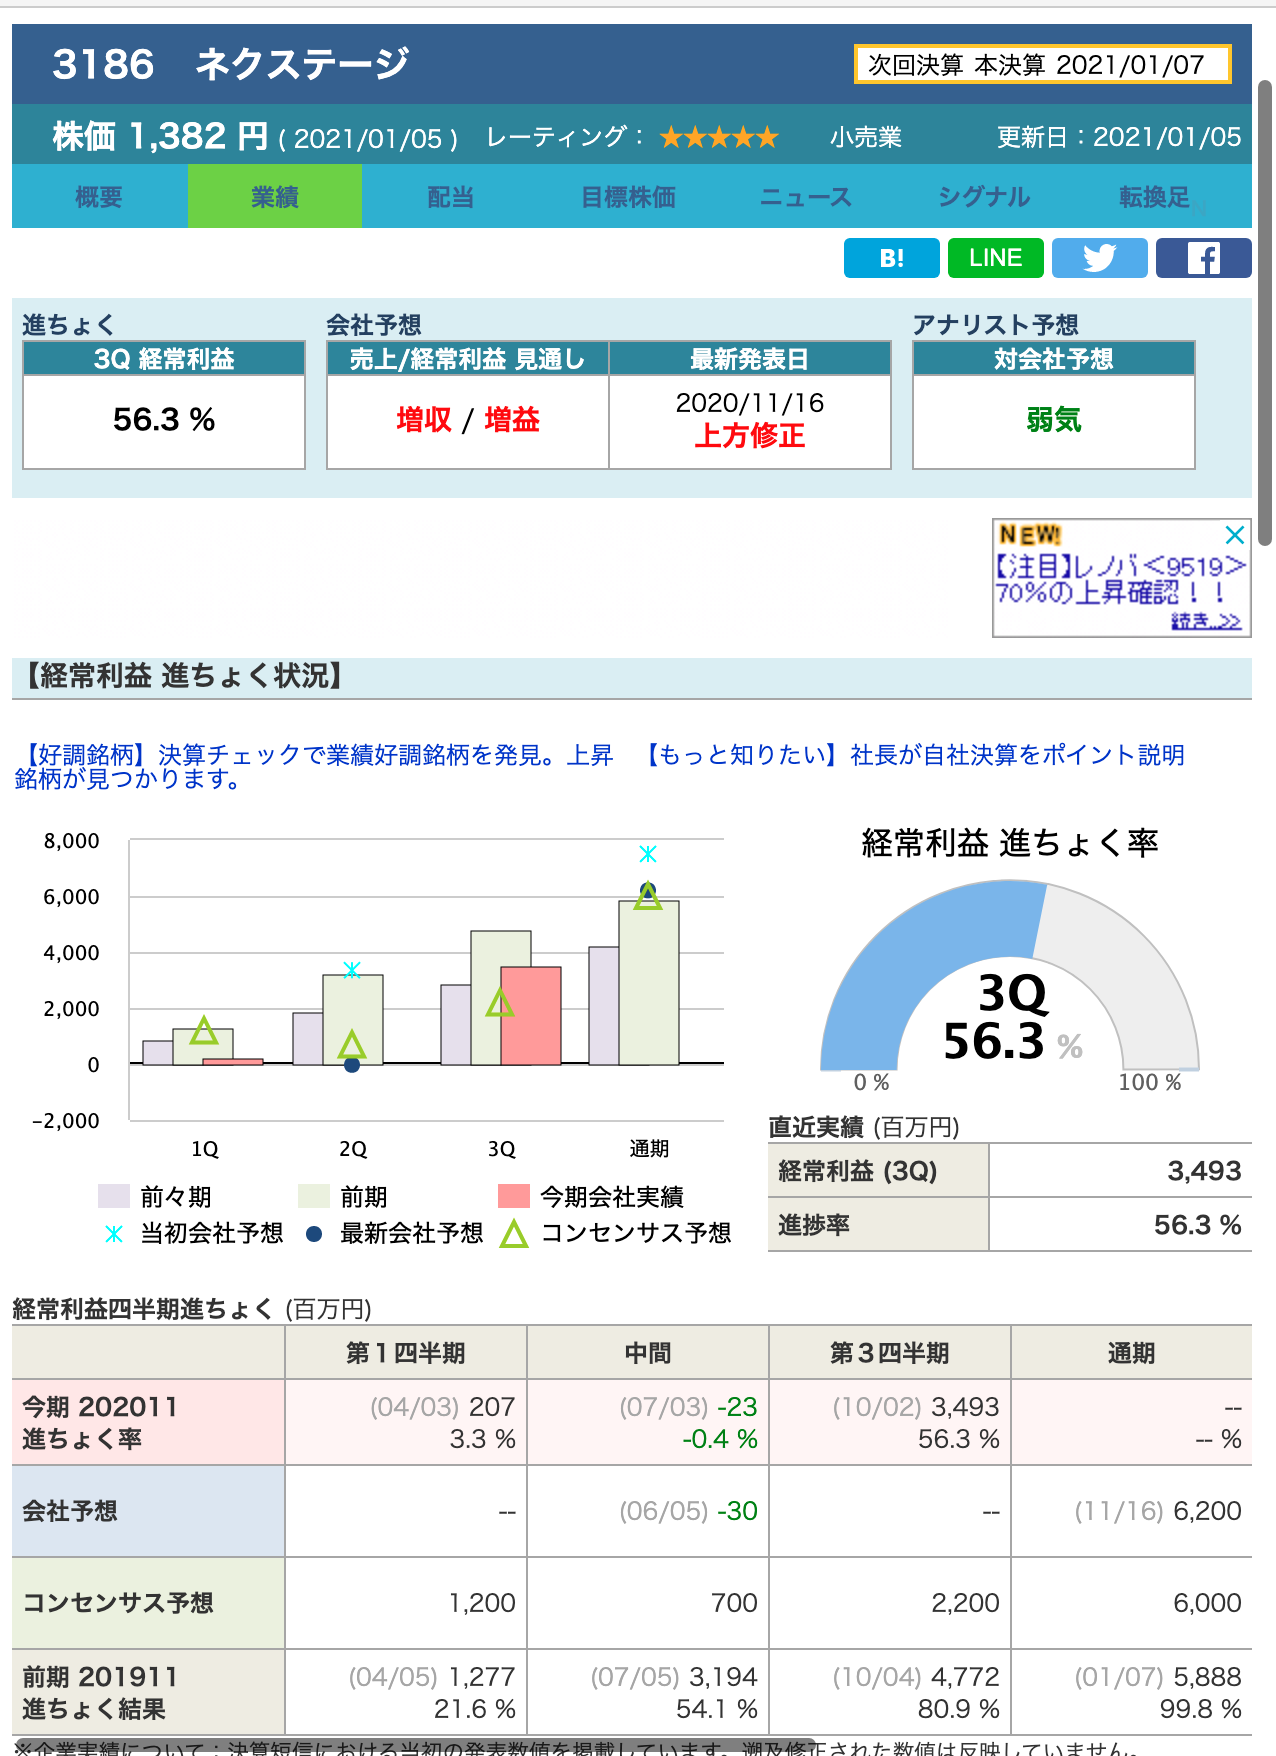 3186　ネクステージ
次回決算 本決算 2021/01/07
株価 1,382 円 ( 2021/01/05 )　レーティング： ★★★★★　小売業　更新日：2021/01/05
概要 業績 配当 目標株価 ニュース シグナル 転換足
B! LINE
進ちょく 会社予想 アナリスト予想
3Q 経常利益 売上/経常利益 見通し 最新発表日 対会社予想
56.3 % 増収 / 増益 2020/11/16 弱気
上方修正
NEW!
【注目】レノバ<9519>
70%の上昇確認！！
続き..>>
【経常利益 進ちょく状況】
【好調銘柄】決算チェックで業績好調銘柄を発見。上昇
銘柄が見つかります。
【もっと知りたい】社長が自社決算をポイント説明
8,000
6,000
4,000
2,000
0
−2,000
1Q 2Q 3Q 通期
前々期 前期 今期会社実績
当初会社予想 最新会社予想 コンセンサス予想
経常利益 進ちょく率
3Q
56.3 %
0 % 100 %
直近実績 (百万円)
経常利益 (3Q) 3,493
進捗率 56.3 %
経常利益四半期進ちょく (百万円)
第１四半期 中間 第３四半期 通期
今期 202011 (04/03) 207 (07/03) -23 (10/02) 3,493 --
進ちょく率 3.3 % -0.4 % 56.3 % -- %
会社予想 -- (06/05) -30 -- (11/16) 6,200
コンセンサス予想 1,200 700 2,200 6,000
前期 201911 (04/05) 1,277 (07/05) 3,194 (10/04) 4,772 (01/07) 5,888
進ちょく結果 21.6 % 54.1 % 80.9 % 99.8 %
※企業実績について：決算短信における当初の発表数値を掲載しています。遡及修正された数値は反映していません。